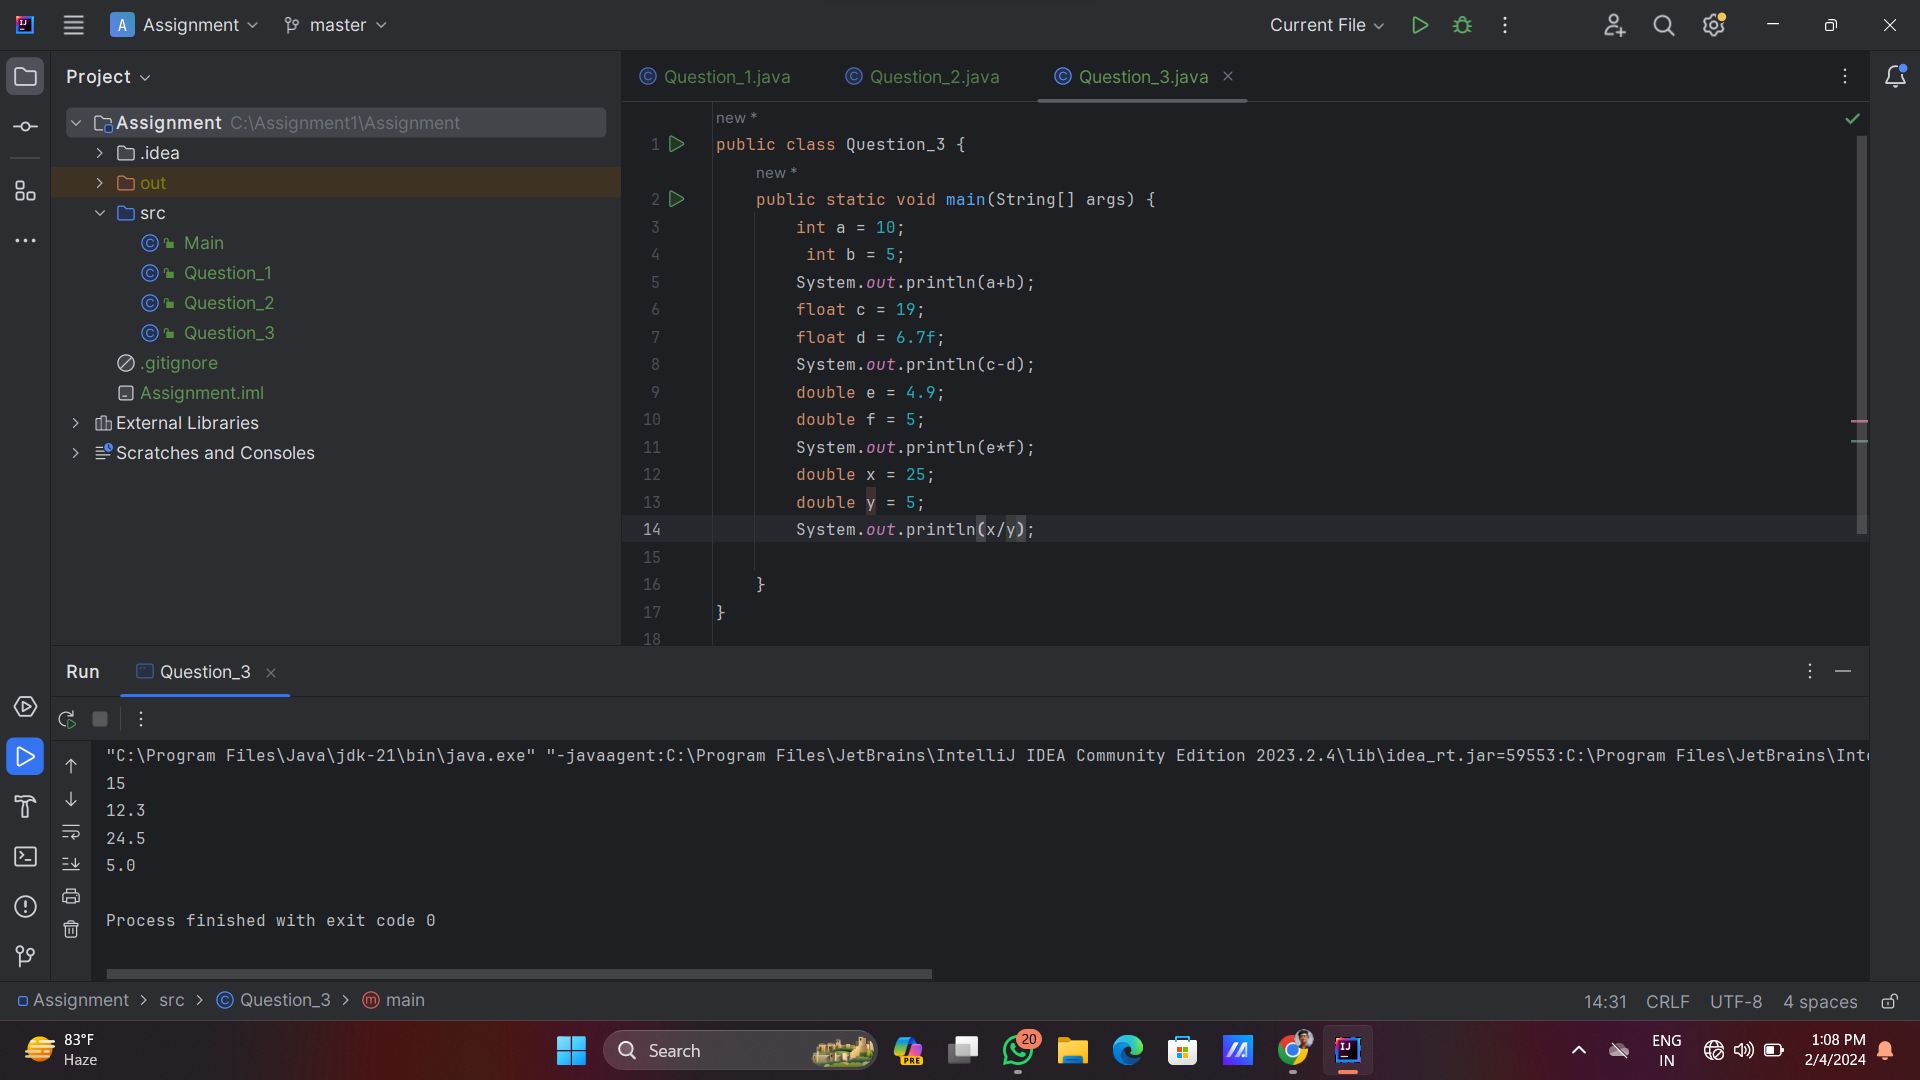 Assignment master Current File
Project
Question_1.java Question_2.java Question_3.java
Assignment C:\Assignment1\Assignment
.idea
out
src
Main
Question_1
Question_2
Question_3
.gitignore
Assignment.iml
External Libraries
Scratches and Consoles
new *
1 public class Question_3 {
new *
2 public static void main(String[] args) {
3 int a = 10;
4 int b = 5;
5 System.out.println(a+b);
6 float c = 19;
7 float d = 6.7f;
8 System.out.println(c-d);
9 double e = 4.9;
10 double f = 5;
11 System.out.println(e*f);
12 double x = 25;
13 double y = 5;
14 System.out.println(x/y);
15
16 }
17 }
18
Run Question_3
"C:\Program Files\Java\jdk-21\bin\java.exe" "-javaagent:C:\Program Files\JetBrains\IntelliJ IDEA Community Edition 2023.2.4\lib\idea_rt.jar=59553:C:\Program Files\JetBrains\Inte
15
12.3
24.5
5.0
Process finished with exit code 0
Assignment > src > Question_3 > main 14:31 CRLF UTF-8 4 spaces
83°F
Haze
Search
PRE
20
ENG
IN
1:08 PM
2/4/2024